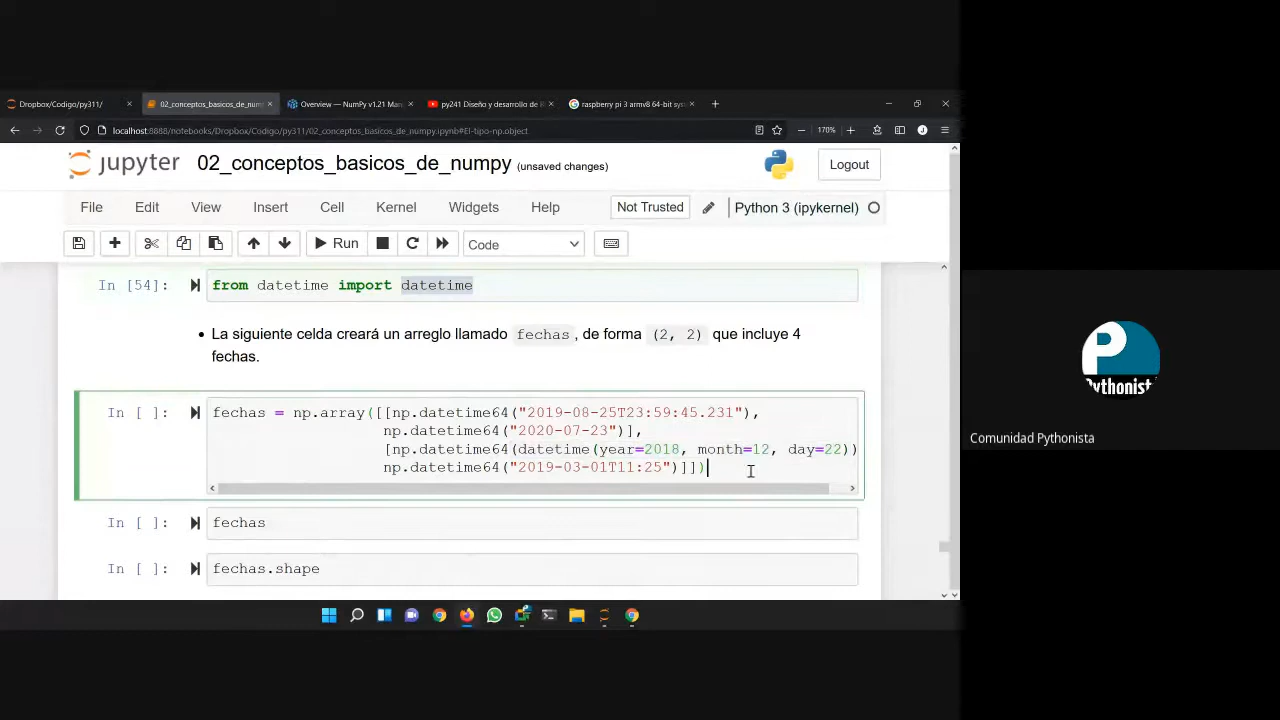 Dropbox/Codigo/py311/
02_conceptos_basicos_de_num
Overview — NumPy v1.21 Man
py241 Diseño y desarrollo de
raspberry pi 3 armv8 64-bit sys
localhost:8888/notebooks/Dropbox/Codigo/py311/02_conceptos_basicos_de_numpy.ipynb#El-tipo-np.object
170%
jupyter 02_conceptos_basicos_de_numpy (unsaved changes)
Logout
File Edit View Insert Cell Kernel Widgets Help
Not Trusted
Python 3 (ipykernel)
Run
Code
In [54]: from datetime import datetime
• La siguiente celda creará un arreglo llamado fechas, de forma (2, 2) que incluye 4
fechas.
In [ ]: fechas = np.array([[np.datetime64("2019-08-25T23:59:45.231"),
np.datetime64("2020-07-23")],
[np.datetime64(datetime(year=2018, month=12, day=22))
np.datetime64("2019-03-01T11:25")]])
In [ ]: fechas
In [ ]: fechas.shape
Pythonist
Comunidad Pythonista